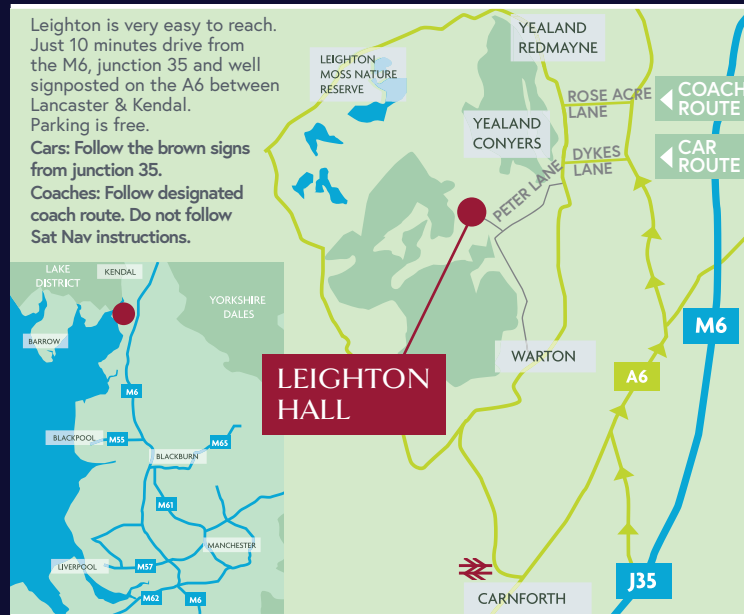 Leighton is very easy to reach.
Just 10 minutes drive from
the M6, junction 35 and well
signposted on the A6 between
Lancaster & Kendal.
Parking is free.
Cars: Follow the brown signs
from junction 35.
Coaches: Follow designated
coach route. Do not follow
Sat Nav instructions.
LEIGHTON
MOSS NATURE
RESERVE
YEALAND
REDMAYNE
ROSE ACRE
LANE
COACH
ROUTE
YEALAND
CONYERS
DYKES
LANE
CAR
ROUTE
PETER LANE
M6
WARTON
A6
LEIGHTON
HALL
J35
CARNFORTH
LAKE
DISTRICT
KENDAL
YORKSHIRE
DALES
BARROW
M6
BLACKPOOL
M55
M65
BLACKBURN
M61
MANCHESTER
LIVERPOOL
M57
M62
M6